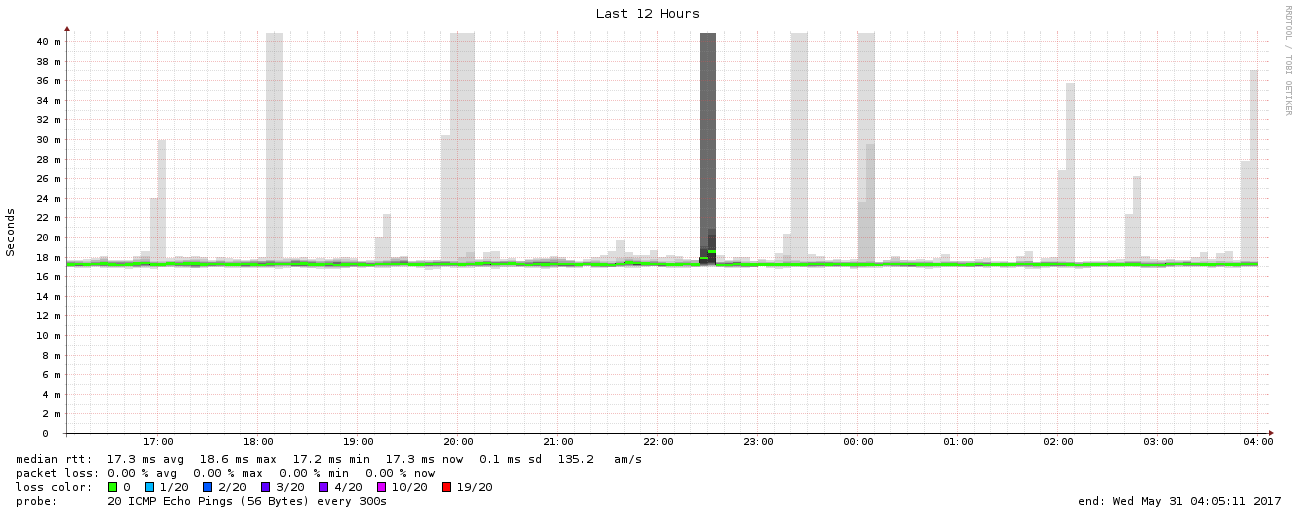 Last 12 Hours
RRDTOOL / TOBI OETIKER
Seconds
40 m
38 m
36 m
34 m
32 m
30 m
28 m
26 m
24 m
22 m
20 m
18 m
16 m
14 m
12 m
10 m
8 m
6 m
4 m
2 m
0
17:00 18:00 19:00 20:00 21:00 22:00 23:00 00:00 01:00 02:00 03:00 04:00
median rtt: 17.3 ms avg 18.6 ms max 17.2 ms min 17.3 ms now 0.1 ms sd 135.2 am/s
packet loss: 0.00 % avg 0.00 % max 0.00 % min 0.00 % now
loss color: 0 1/20 2/20 3/20 4/20 10/20 19/20
probe: 20 ICMP Echo Pings (56 Bytes) every 300s end: Wed May 31 04:05:11 2017